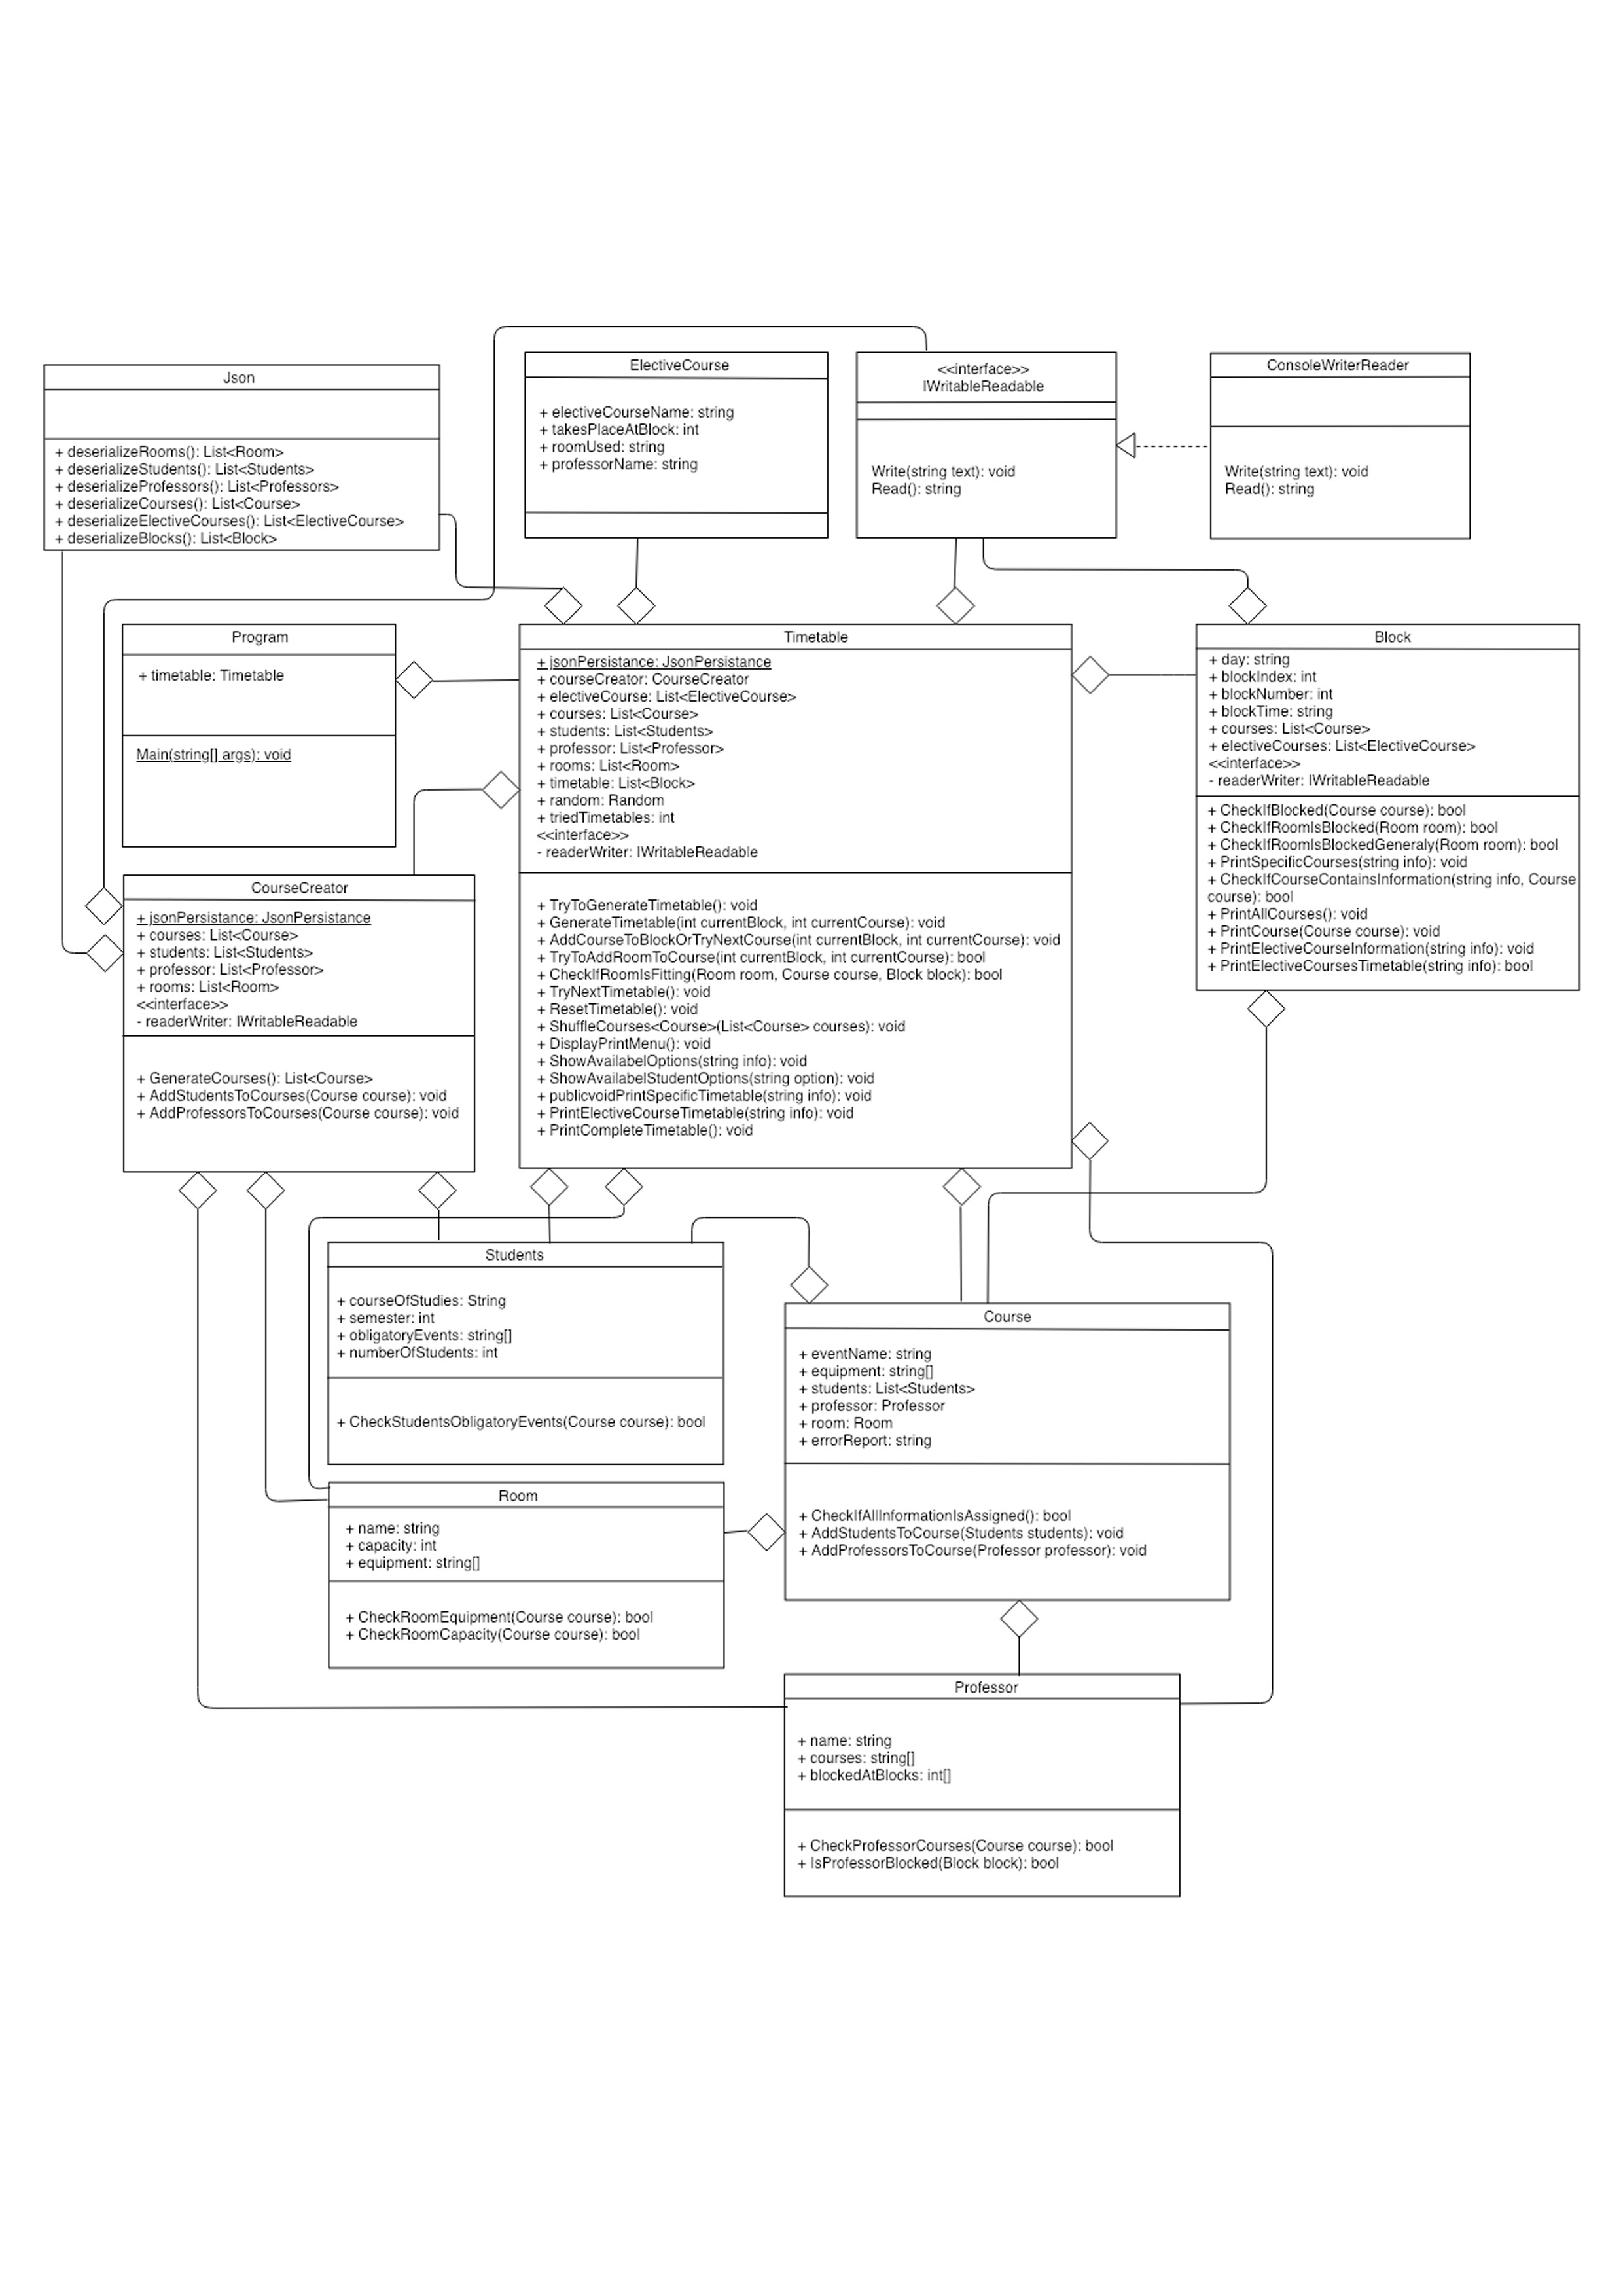 Json
+ deserializeRooms(): List<Room>
+ deserializeStudents(): List<Students>
+ deserializeProfessors(): List<Professors>
+ deserializeCourses(): List<Course>
+ deserializeElectiveCourses(): List<ElectiveCourse>
+ deserializeBlocks(): List<Block>
ElectiveCourse
+ electiveCourseName: string
+ takesPlaceAtBlock: int
+ roomUsed: string
+ professorName: string
<<interface>>
IWritableReadable
Write(string text): void
Read(): string
ConsoleWriterReader
Write(string text): void
Read(): string
Program
+ timetable: Timetable
Main(string[] args): void
Timetable
+ jsonPersistance: JsonPersistance
+ courseCreator: CourseCreator
+ electiveCourse: List<ElectiveCourse>
+ courses: List<Course>
+ students: List<Students>
+ professor: List<Professor>
+ rooms: List<Room>
+ timetable: List<Block>
+ random: Random
+ triedTimetables: int
<<interface>>
- readerWriter: IWritableReadable
+ TryToGenerateTimetable(): void
+ GenerateTimetable(int currentBlock, int currentCourse): void
+ AddCourseToBlockOrTryNextCourse(int currentBlock, int currentCourse): void
+ TryToAddRoomToCourse(int currentBlock, int currentCourse): bool
+ CheckIfRoomIsFitting(Room room, Course course, Block block): bool
+ TryNextTimetable(): void
+ ResetTimetable(): void
+ ShuffleCourses<Course>(List<Course> courses): void
+ DisplayPrintMenu(): void
+ ShowAvailabelOptions(string info): void
+ ShowAvailabelStudentOptions(string option): void
+ publicvoidPrintSpecificTimetable(string info): void
+ PrintElectiveCourseTimetable(string info): void
+ PrintCompleteTimetable(): void
Block
+ day: string
+ blockIndex: int
+ blockNumber: int
+ blockTime: string
+ courses: List<Course>
+ electiveCourses: List<ElectiveCourse>
<<interface>>
- readerWriter: IWritableReadable
+ CheckIfBlocked(Course course): bool
+ CheckIfRoomIsBlocked(Room room): bool
+ CheckIfRoomIsBlockedGeneraly(Room room): bool
+ PrintSpecificCourses(string info): void
+ CheckIfCourseContainsInformation(string info, Course
course): bool
+ PrintAllCourses(): void
+ PrintCourse(Course course): void
+ PrintElectiveCourseInformation(string info): void
+ PrintElectiveCoursesTimetable(string info): bool
CourseCreator
+ jsonPersistance: JsonPersistance
+ courses: List<Course>
+ students: List<Students>
+ professor: List<Professor>
+ rooms: List<Room>
<<interface>>
- readerWriter: IWritableReadable
+ GenerateCourses(): List<Course>
+ AddStudentsToCourses(Course course): void
+ AddProfessorsToCourses(Course course): void
Students
+ courseOfStudies: String
+ semester: int
+ obligatoryEvents: string[]
+ numberOfStudents: int
+ CheckStudentsObligatoryEvents(Course course): bool
Course
+ eventName: string
+ equipment: string[]
+ students: List<Students>
+ professor: Professor
+ room: Room
+ errorReport: string
+ CheckIfAllInformationIsAssigned(): bool
+ AddStudentsToCourse(Students students): void
+ AddProfessorsToCourse(Professor professor): void
Room
+ name: string
+ capacity: int
+ equipment: string[]
+ CheckRoomEquipment(Course course): bool
+ CheckRoomCapacity(Course course): bool
Professor
+ name: string
+ courses: string[]
+ blockedAtBlocks: int[]
+ CheckProfessorCourses(Course course): bool
+ IsProfessorBlocked(Block block): bool